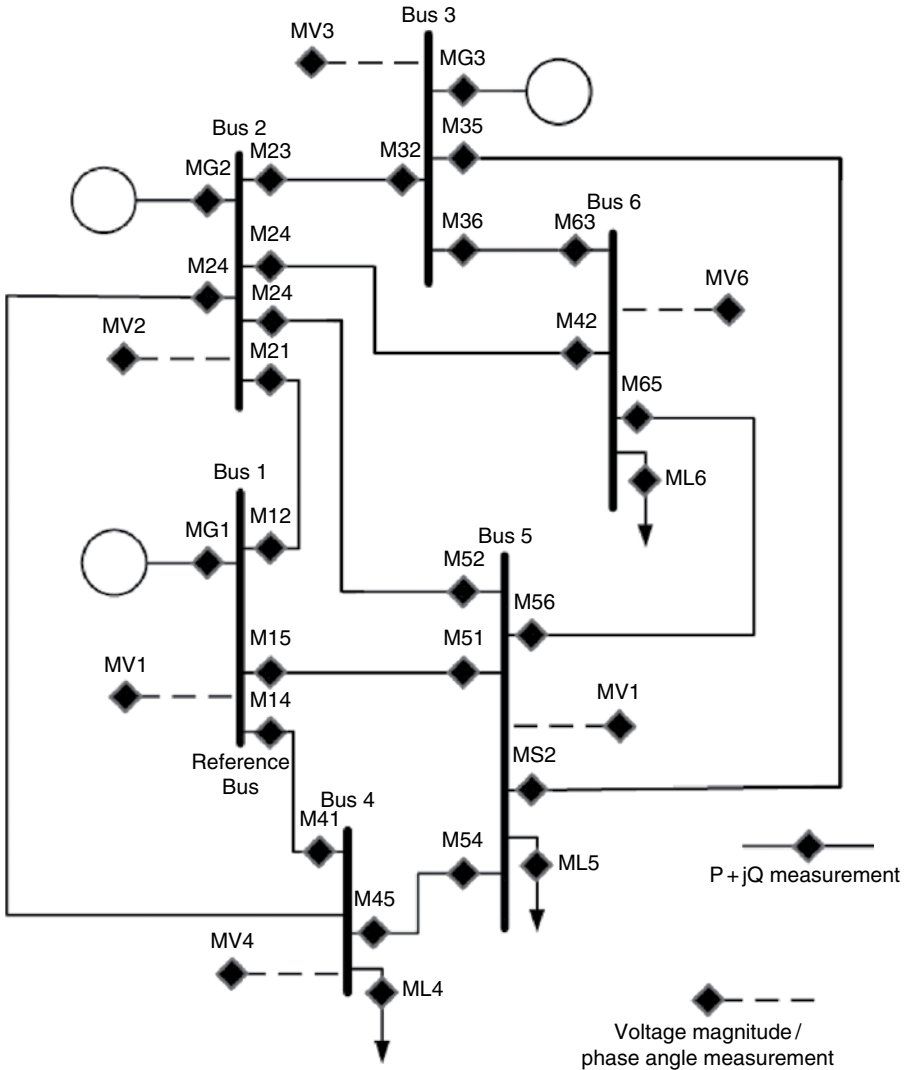 Bus 3
MV3
MG3
Bus 2
M35
M23
M32
MG2
Bus 6
M36
M63
M24
M24
MV6
M24
MV2
M42
M21
M65
Bus 1
ML6
M12
MG1
Bus 5
M52
M56
M15
M51
MV1
MV1
M14
MS2
Reference
Bus
Bus 4
M41
M54
ML5
P + jQ measurement
M45
MV4
ML4
Voltage magnitude /
phase angle measurement